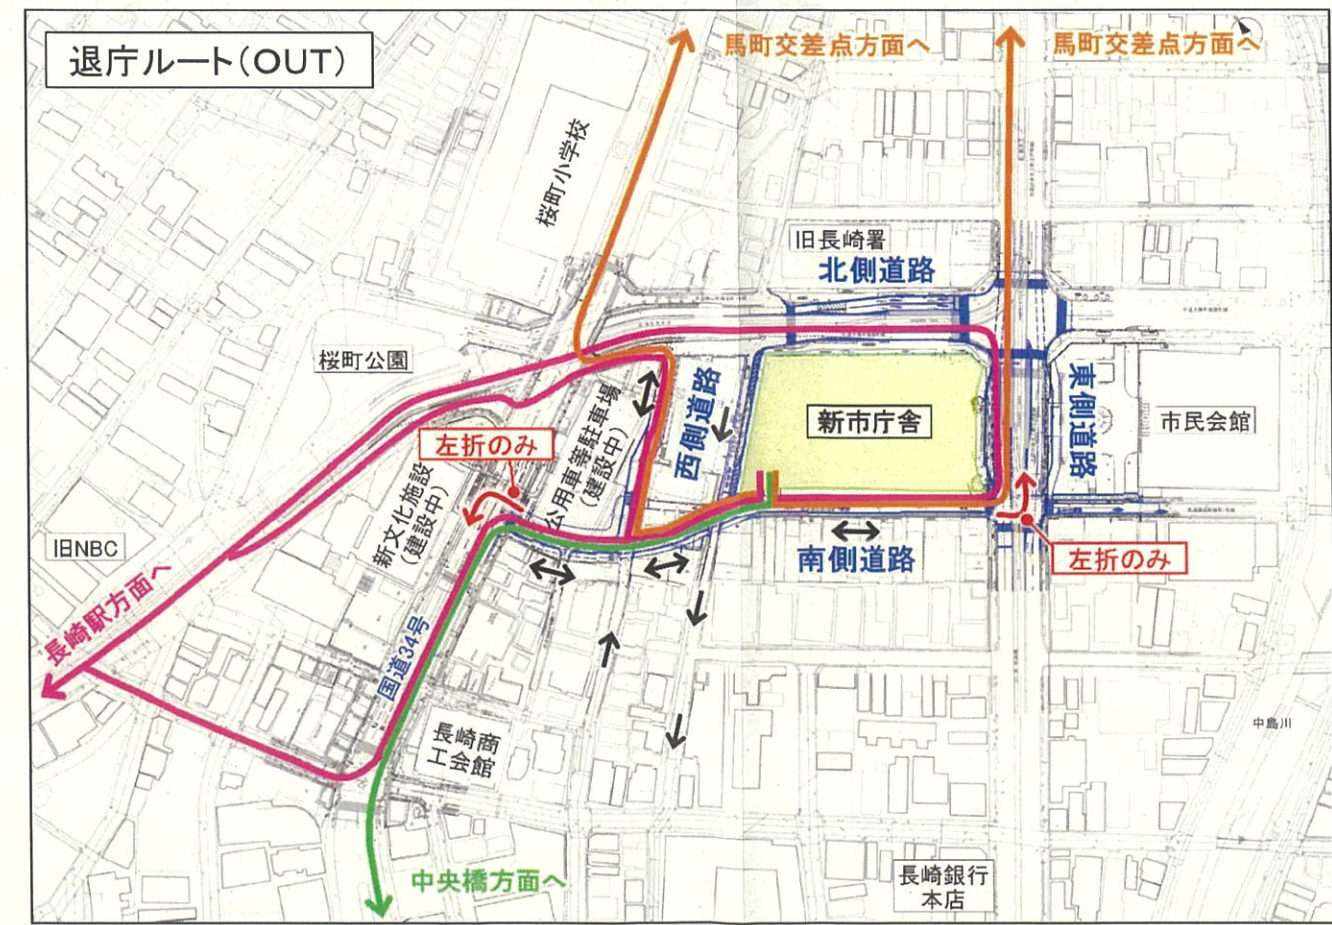 退庁ルート(OUT)
馬町交差点方面へ
馬町交差点方面へ
桜町小学校
旧長崎署
北側道路
桜町公園
西側道路
新市庁舎
東側道路
市民会館
左折のみ
公用車等駐車場
(建設中)
新文化施設
(建設中)
旧NBC
南側道路
左折のみ
長崎駅方面へ
国道34号
長崎商
工会館
中島川
中央橋方面へ
長崎銀行
本店